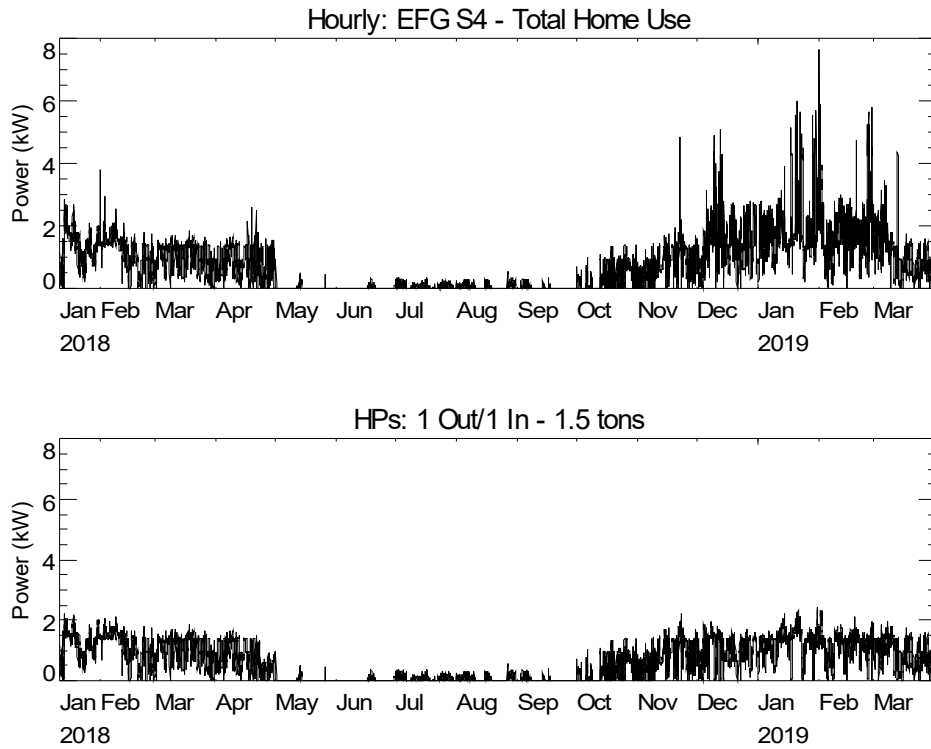 Hourly: EFG S4 - Total Home Use
8
6
4
2
0
Power (kW)
Jan Feb Mar Apr May Jun Jul Aug Sep Oct Nov Dec Jan Feb Mar
2018 2019
HPs: 1 Out/1 In - 1.5 tons
8
6
4
2
0
Power (kW)
Jan Feb Mar Apr May Jun Jul Aug Sep Oct Nov Dec Jan Feb Mar
2018 2019